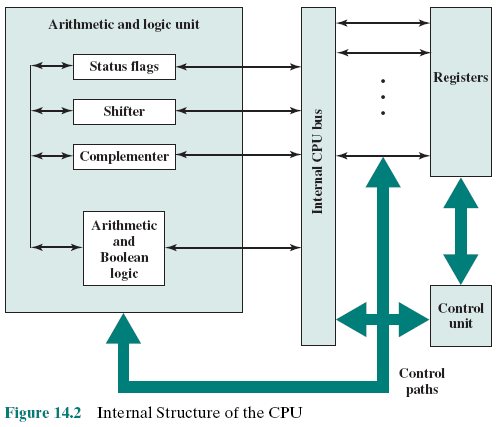 Arithmetic and logic unit
Status flags
Shifter
Complementer
Arithmetic
and
Boolean
logic
Internal CPU bus
Registers
Control
unit
Control
paths
Figure 14.2 Internal Structure of the CPU